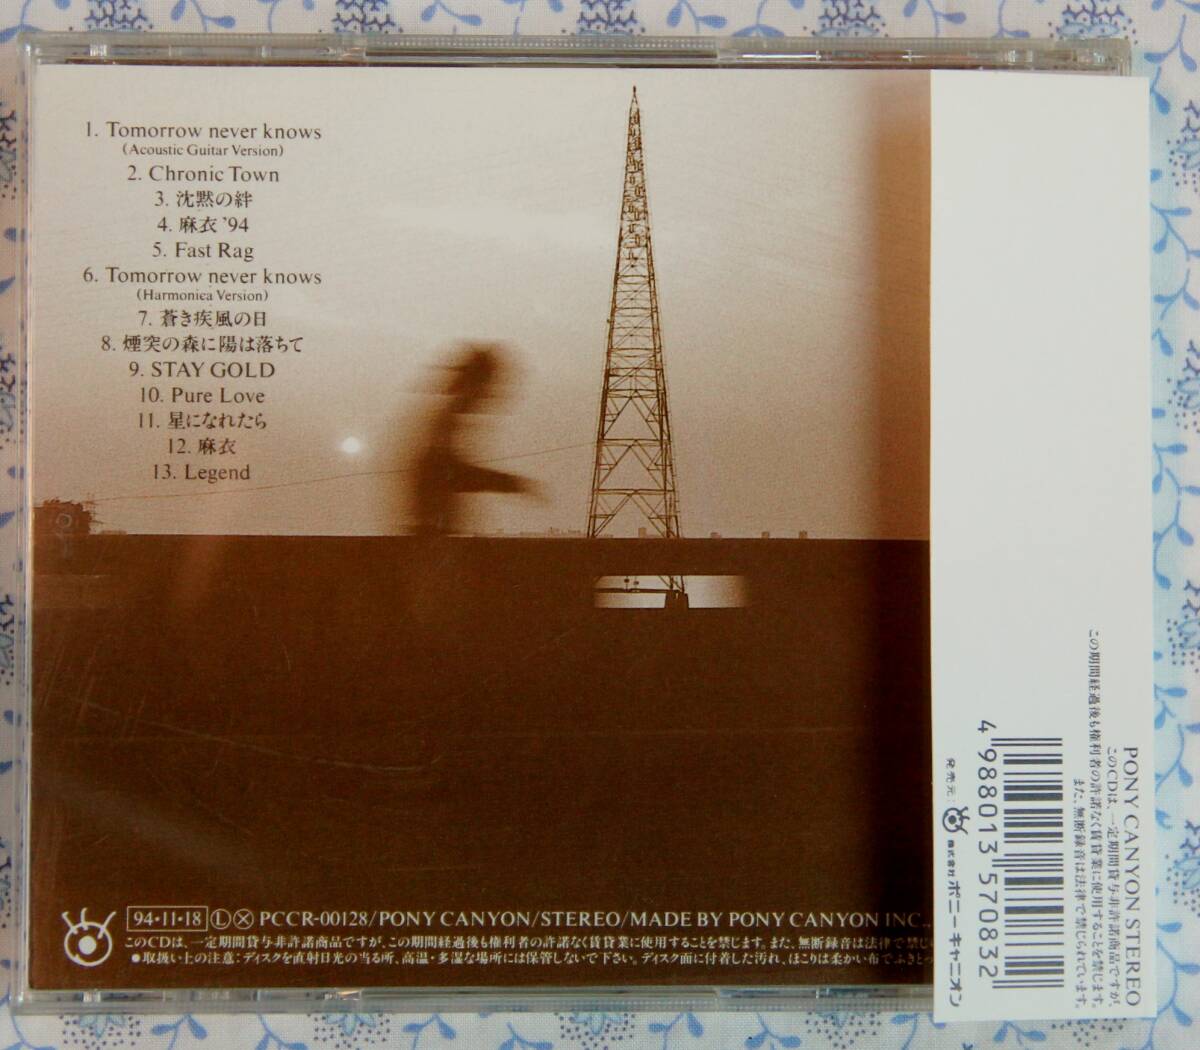 1. Tomorrow never knows
(Acoustic Guitar Version)
2. Chronic Town
3. 沈黙の絆
4. 麻衣 '94
5. Fast Rag
6. Tomorrow never knows
(Harmonica Version)
7. 蒼き疾風の日
8. 煙突の森に陽は落ちて
9. STAY GOLD
10. Pure Love
11. 星になれたら
12. 麻衣
13. Legend
94・11・18 Ⓛ Ⓧ PCCR-00128/PONY CANYON/STEREO/MADE BY PONY CANYON INC.,
このCDは、一定期間貸与非許諾商品ですが、この期間経過後も権利者の許諾なく賃貸業に使用することを禁じます。また、無断録音は法律で禁じ
●取扱い上の注意:ディスクを直射日光の当る所、高温・多湿な場所には保管しないで下さい。ディスク面に付着した汚れ、ほこりは柔かい布でふきとっ
PONY CANYON STEREO
このCDは、一定期間貸与非許諾商品ですが、
この期間経過後も権利者の許諾なく賃貸業に使用することを禁じます。
また、無断録音は法律で禁じられています。
4 988013 570832
発売元: 株式会社 ポニーキャニオン